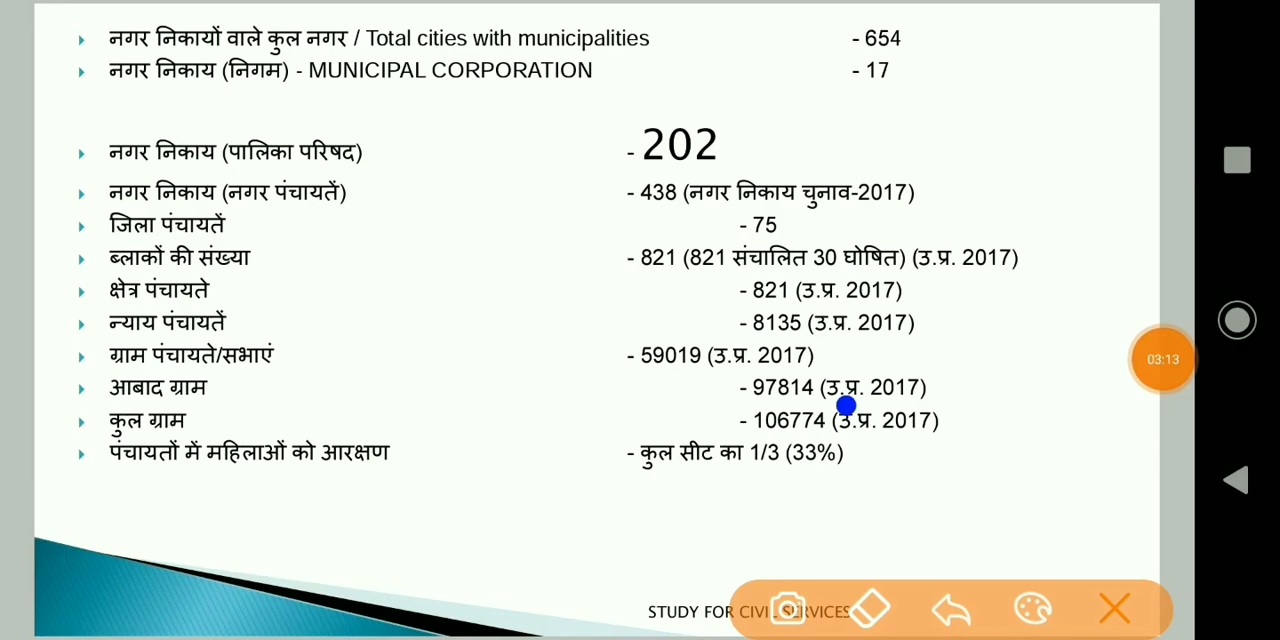 नगर निकायों वाले कुल नगर / Total cities with municipalities - 654
नगर निकाय (निगम) - MUNICIPAL CORPORATION - 17
नगर निकाय (पालिका परिषद) - 202
नगर निकाय (नगर पंचायतें) - 438 (नगर निकाय चुनाव-2017)
जिला पंचायतें - 75
ब्लाकों की संख्या - 821 (821 संचालित 30 घोषित) (उ.प्र. 2017)
क्षेत्र पंचायते - 821 (उ.प्र. 2017)
न्याय पंचायतें - 8135 (उ.प्र. 2017)
ग्राम पंचायते/सभाएं - 59019 (उ.प्र. 2017)
आबाद ग्राम - 97814 (उ.प्र. 2017)
कुल ग्राम - 106774 (उ.प्र. 2017)
पंचायतों में महिलाओं को आरक्षण - कुल सीट का 1/3 (33%)
03:13
STUDY FOR CIVIL SERVICES